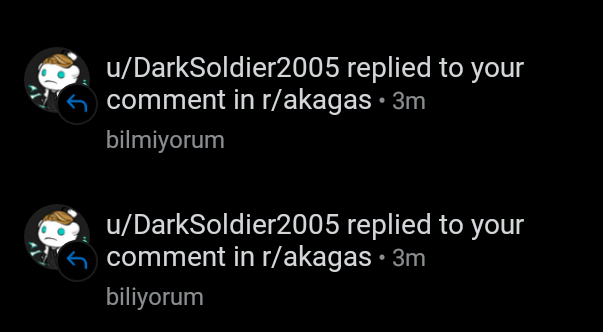 u/DarkSoldier2005 replied to your
comment in r/akagas • 3m
bilmiyorum
u/DarkSoldier2005 replied to your
comment in r/akagas • 3m
biliyorum